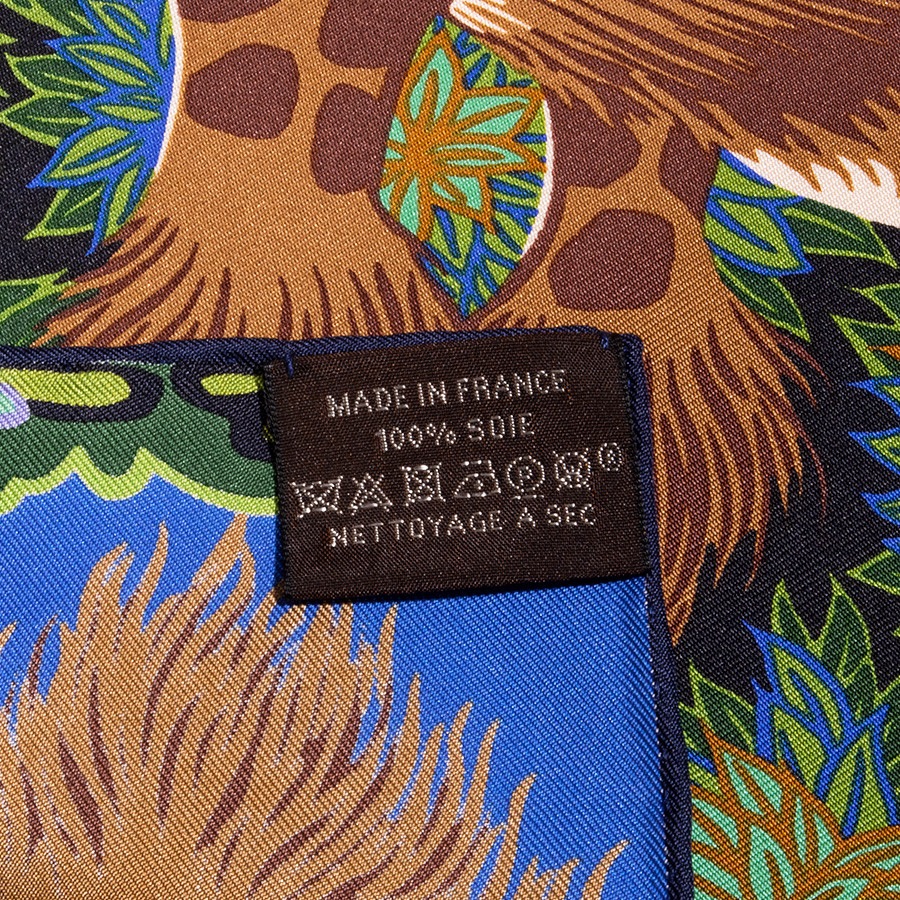 MADE IN FRANCE
100% SOIE
P W ®
NETTOYAGE A SEC